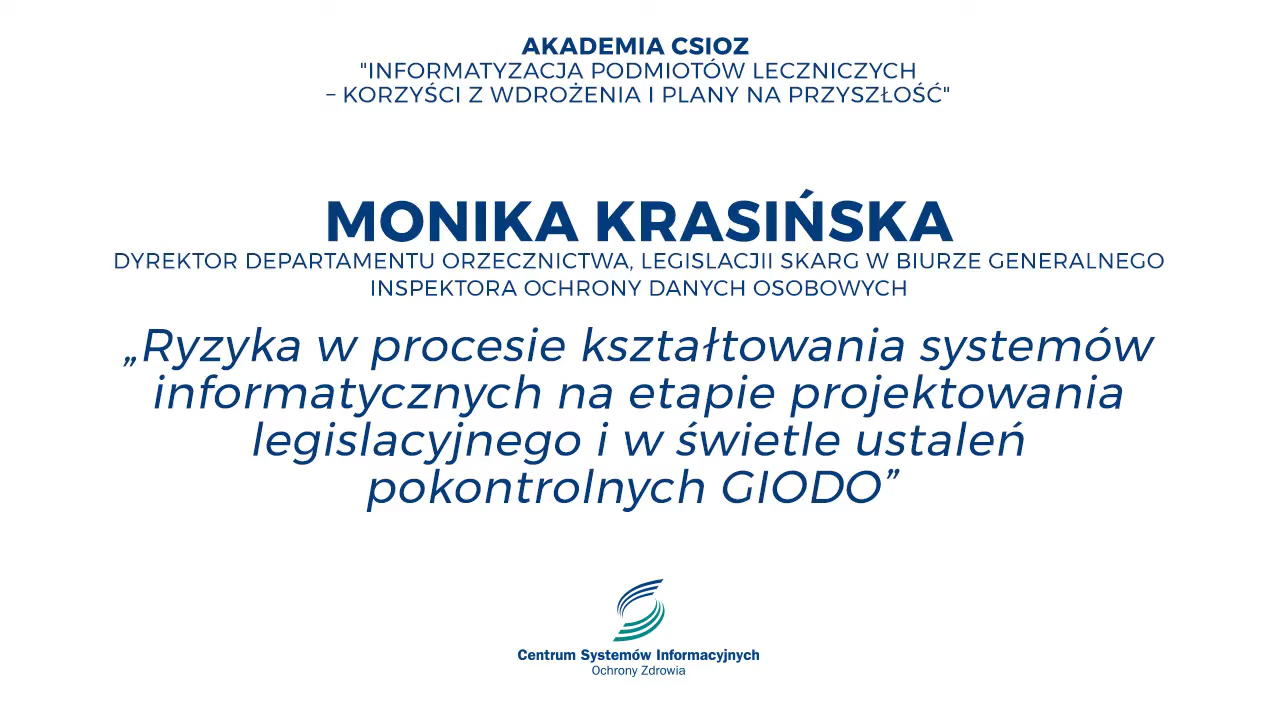 AKADEMIA CSIOZ
"INFORMATYZACJA PODMIOTÓW LECZNICZYCH
– KORZYŚCI Z WDROŻENIA I PLANY NA PRZYSZŁOŚĆ"
MONIKA KRASIŃSKA
DYREKTOR DEPARTAMENTU ORZECZNICTWA, LEGISLACJII SKARG W BIURZE GENERALNEGO
INSPEKTORA OCHRONY DANYCH OSOBOWYCH
„Ryzyka w procesie kształtowania systemów
informatycznych na etapie projektowania
legislacyjnego i w świetle ustaleń
pokontrolnych GIODO”
Centrum Systemów Informacyjnych
Ochrony Zdrowia